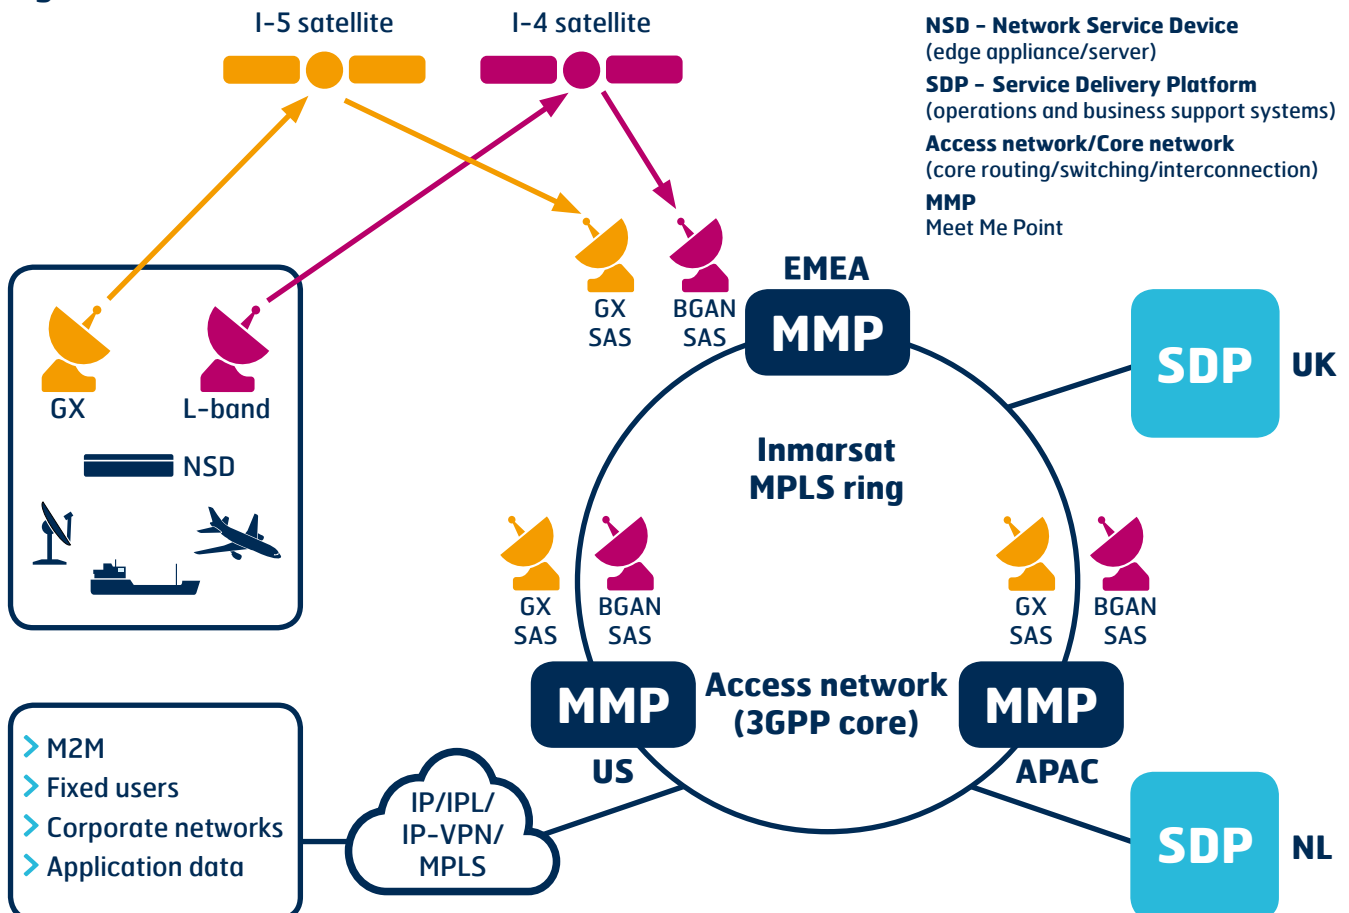 I-5 satellite
I-4 satellite
NSD - Network Service Device
(edge appliance/server)
SDP - Service Delivery Platform
(operations and business support systems)
Access network/Core network
(core routing/switching/interconnection)
MMP
Meet Me Point
GX
SAS
BGAN
SAS
EMEA
MMP
SDP
UK
GX
L-band
NSD
Inmarsat
MPLS ring
GX
SAS
BGAN
SAS
GX
SAS
BGAN
SAS
MMP
US
Access network
(3GPP core)
MMP
APAC
> M2M
> Fixed users
> Corporate networks
> Application data
IP/IPL/
IP-VPN/
MPLS
SDP
NL